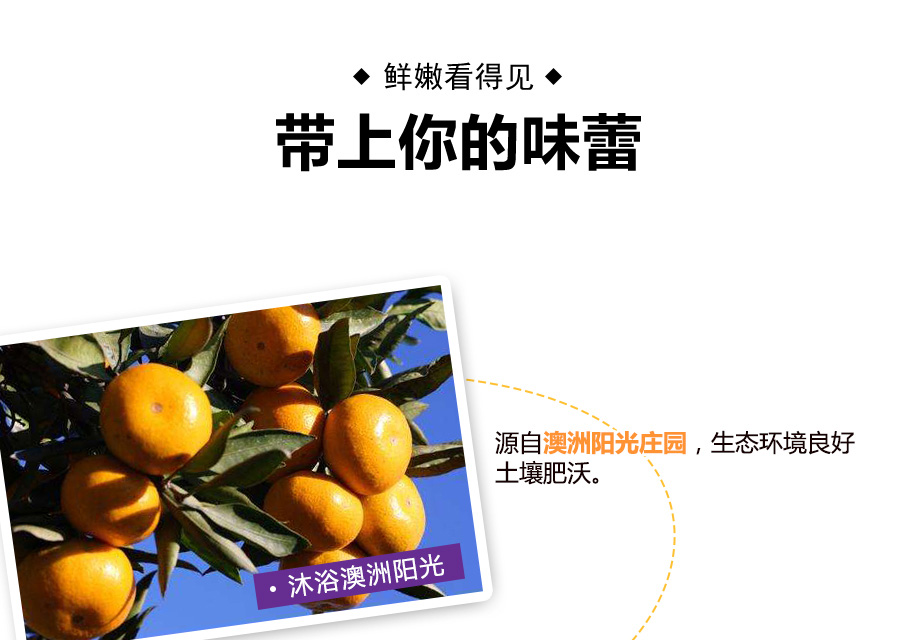 ◆ 鲜嫩看得见 ◆
带上你的味蕾
源自澳洲阳光庄园，生态环境良好
土壤肥沃。
• 沐浴澳洲阳光